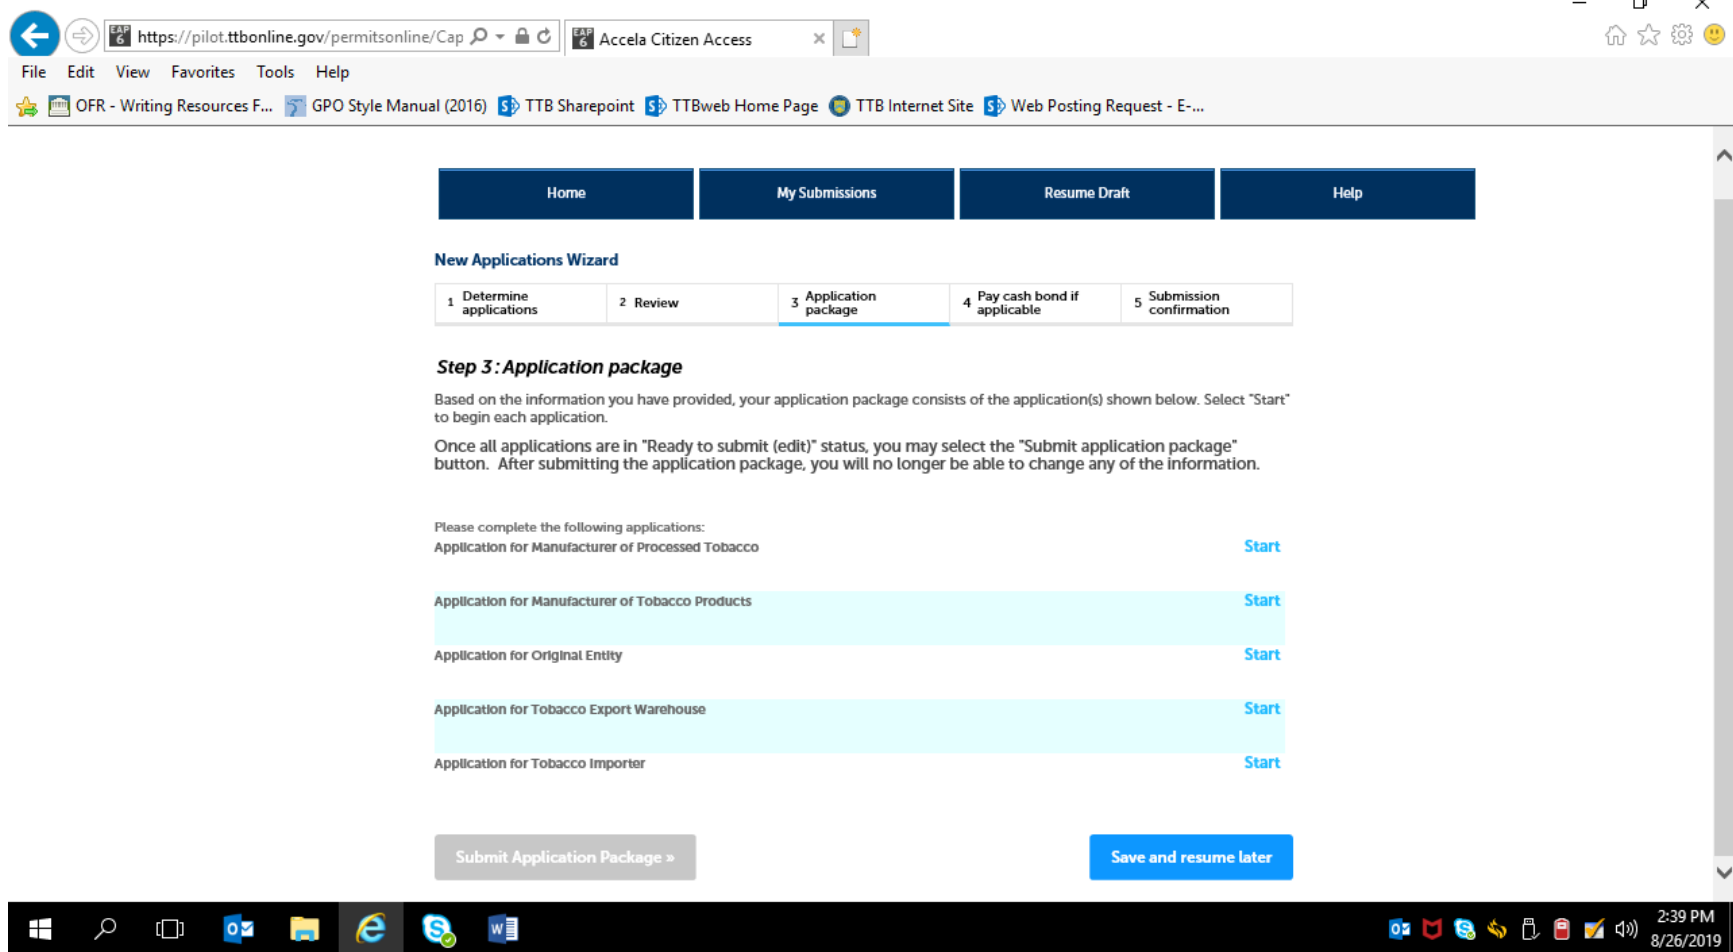 EAP 6 https://pilot.ttbonline.gov/permitsonline/Cap EAP 6 Accela Citizen Access
File Edit View Favorites Tools Help
OFR - Writing Resources F... GPO Style Manual (2016) TTB Sharepoint TTBweb Home Page TTB Internet Site Web Posting Request - E-...
Home My Submissions Resume Draft Help
New Applications Wizard
1 Determine applications 2 Review 3 Application package 4 Pay cash bond if applicable 5 Submission confirmation
Step 3: Application package
Based on the information you have provided, your application package consists of the application(s) shown below. Select "Start"
to begin each application.
Once all applications are in "Ready to submit (edit)" status, you may select the "Submit application package"
button. After submitting the application package, you will no longer be able to change any of the information.
Please complete the following applications:
Application for Manufacturer of Processed Tobacco Start
Application for Manufacturer of Tobacco Products Start
Application for Original Entity Start
Application for Tobacco Export Warehouse Start
Application for Tobacco Importer Start
Submit Application Package » Save and resume later
2:39 PM
8/26/2019